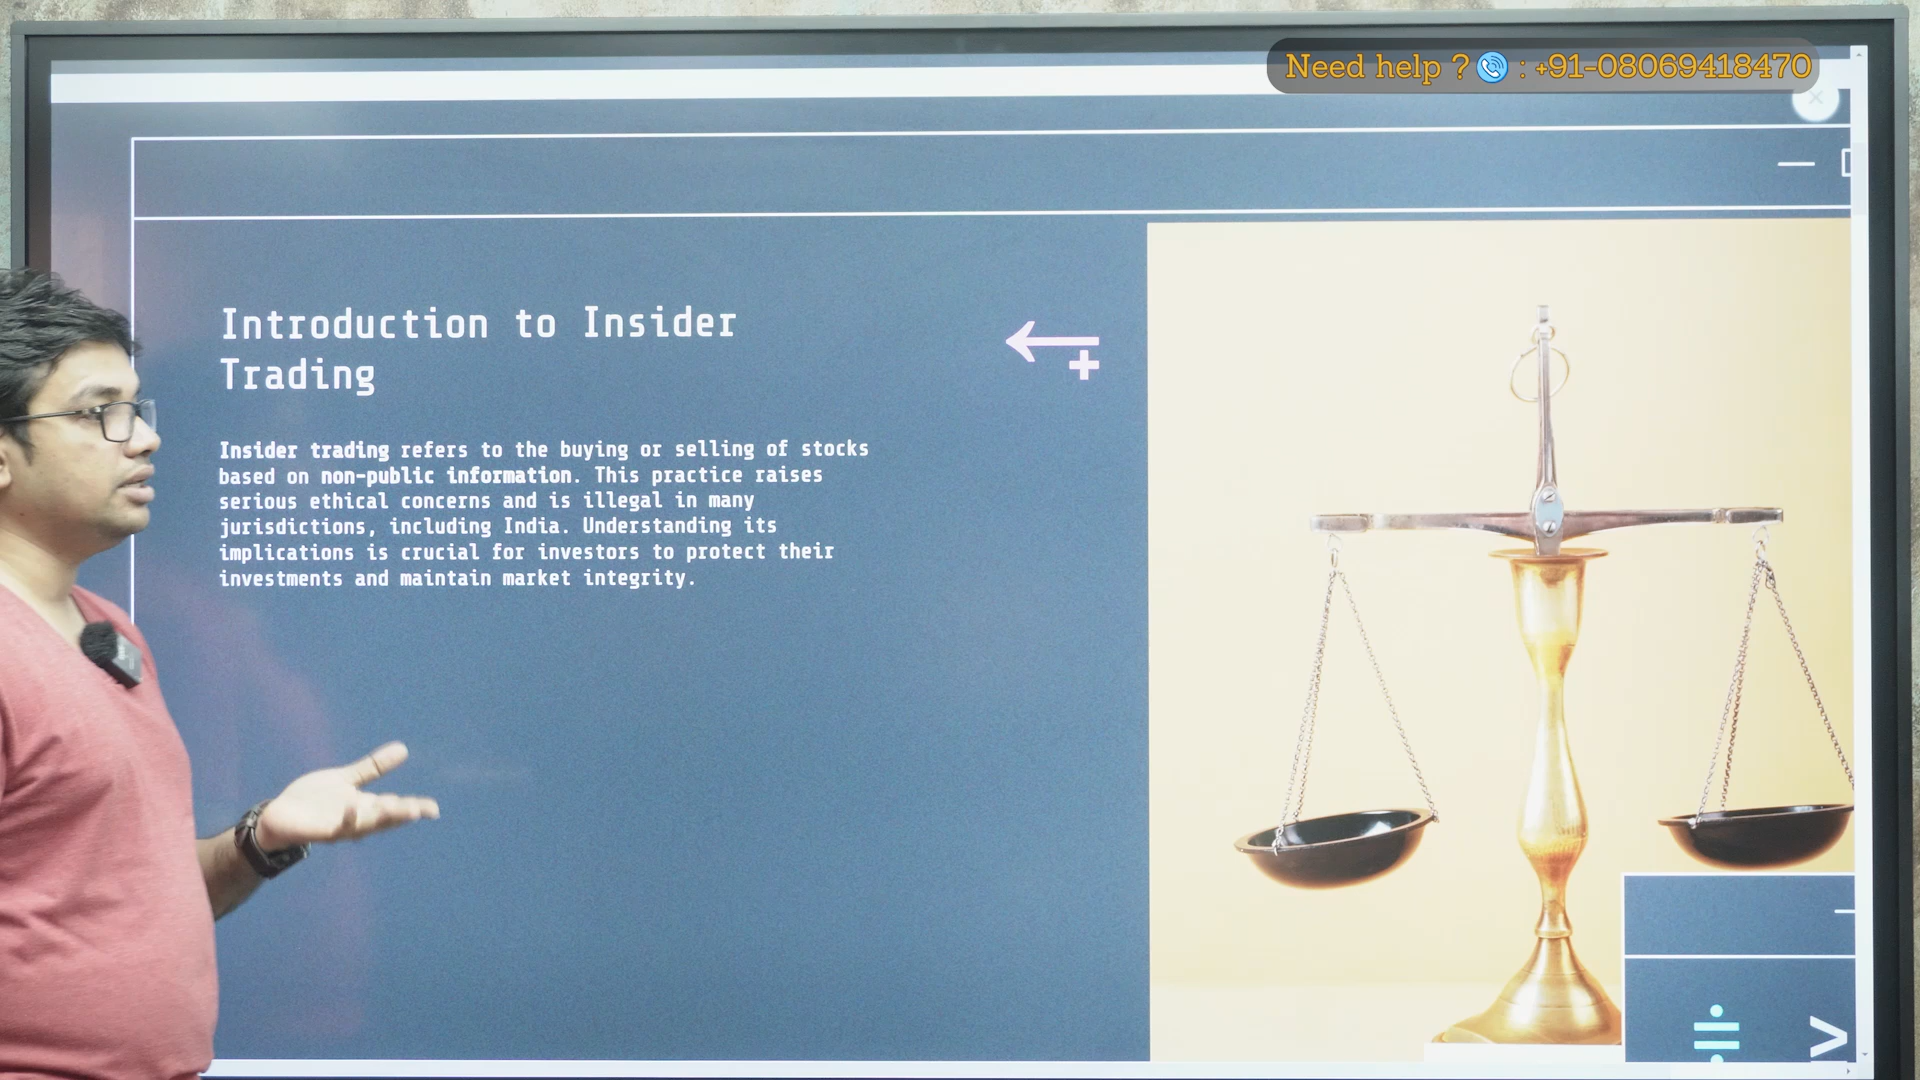 Need help ? : +91-08069418470
Introduction to Insider
Trading
Insider trading refers to the buying or selling of stocks
based on non-public information. This practice raises
serious ethical concerns and is illegal in many
jurisdictions, including India. Understanding its
implications is crucial for investors to protect their
investments and maintain market integrity.